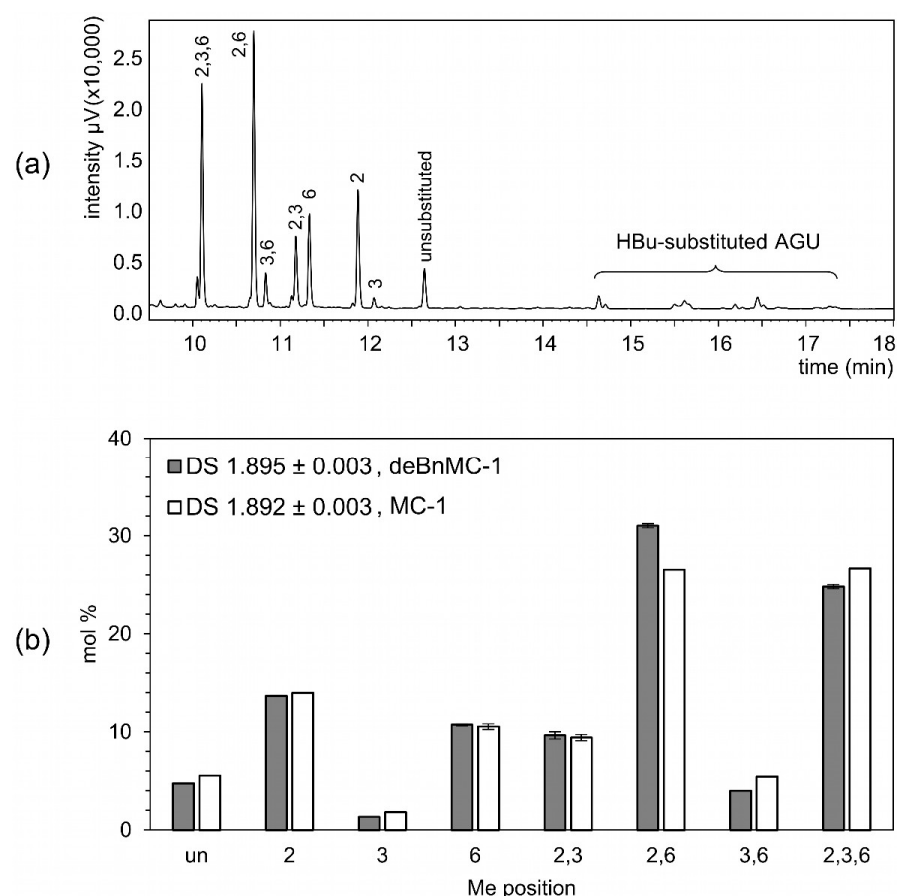 (a)
intensity µV(x10,000)
2.5
2.0
1.5
1.0
0.5
0.0
2,3,6
2,6
3,6
2,3
6
2
3
unsubstituted
HBu-substituted AGU
10 11 12 13 14 15 16 17 18
time (min)
(b)
mol %
40
30
20
10
0
DS 1.895 ± 0.003 , deBnMC-1
DS 1.892 ± 0.003 , MC-1
un 2 3 6 2,3 2,6 3,6 2,3,6
Me position